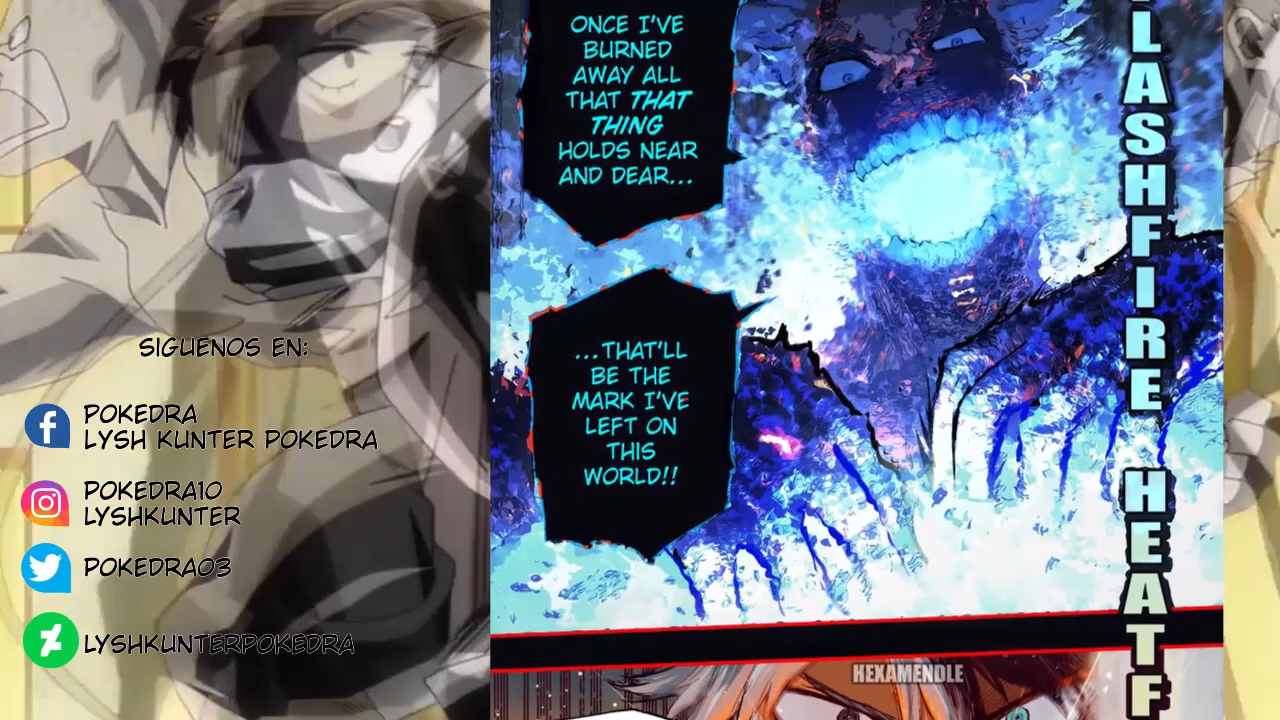 ONCE I'VE
BURNED
AWAY ALL
THAT THAT
THING
HOLDS NEAR
AND DEAR...
...THAT'LL
BE THE
MARK I'VE
LEFT ON
THIS
WORLD!!
LASHFIRE HEATF
SIGUENOS EN:
POKEDRA
LYSH KUNTER POKEDRA
POKEDRA10
LYSHKUNTER
POKEDRA03
LYSHKUNTERPOKEDRA
HEXAMENDLE